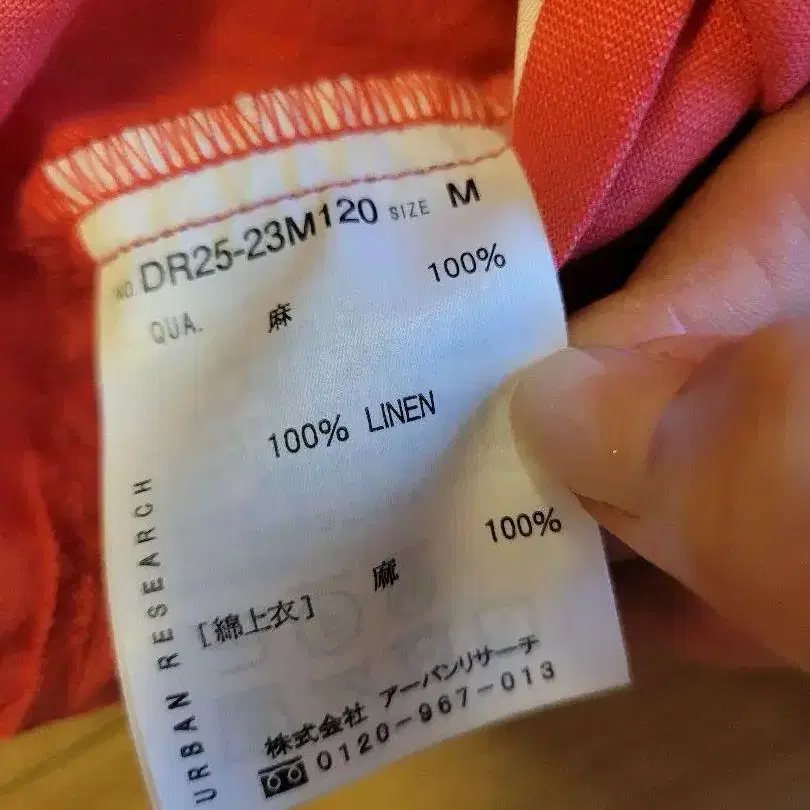 NO. DR25-23M120 SIZE M
QUA. 麻 100%
100% LINEN
麻 100%
[綿上衣]
株式会社 アーバンリサーチ
0120-967-013
URBAN RESEARCH